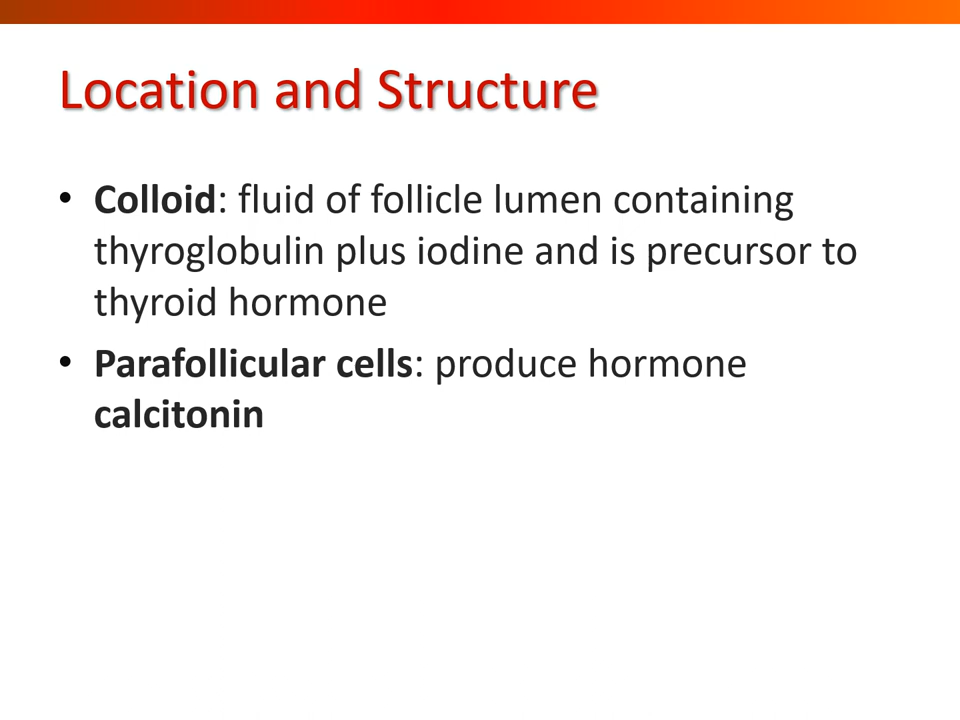 Location and Structure
• Colloid: fluid of follicle lumen containing
thyroglobulin plus iodine and is precursor to
thyroid hormone
• Parafollicular cells: produce hormone
calcitonin